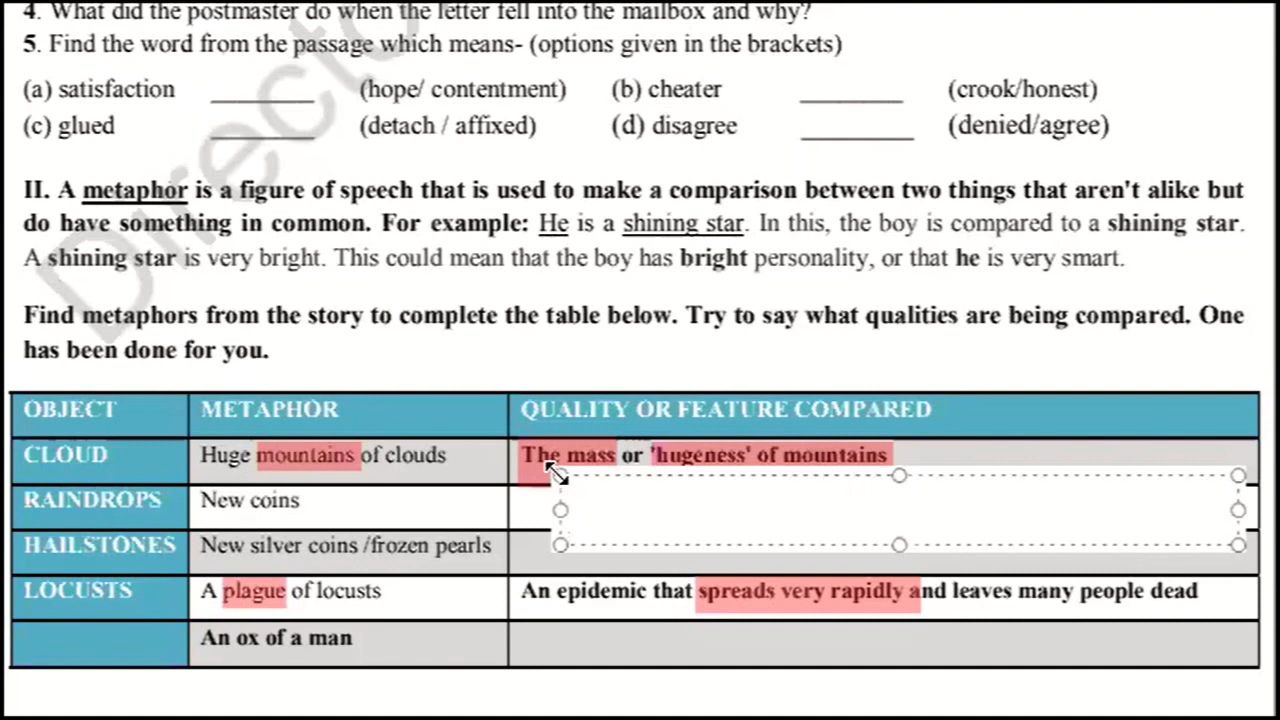 4. What did the postmaster do when the letter fell into the mailbox and why?
5. Find the word from the passage which means- (options given in the brackets)
(a) satisfaction ________ (hope/ contentment) (b) cheater ________ (crook/honest)
(c) glued ________ (detach / affixed) (d) disagree ________ (denied/agree)
II. A metaphor is a figure of speech that is used to make a comparison between two things that aren't alike but
do have something in common. For example: He is a shining star. In this, the boy is compared to a shining star.
A shining star is very bright. This could mean that the boy has bright personality, or that he is very smart.
Find metaphors from the story to complete the table below. Try to say what qualities are being compared. One
has been done for you.
OBJECT METAPHOR QUALITY OR FEATURE COMPARED
CLOUD Huge mountains of clouds The mass or 'hugeness' of mountains
RAINDROPS New coins
HAILSTONES New silver coins /frozen pearls
LOCUSTS A plague of locusts An epidemic that spreads very rapidly and leaves many people dead
An ox of a man
Directo